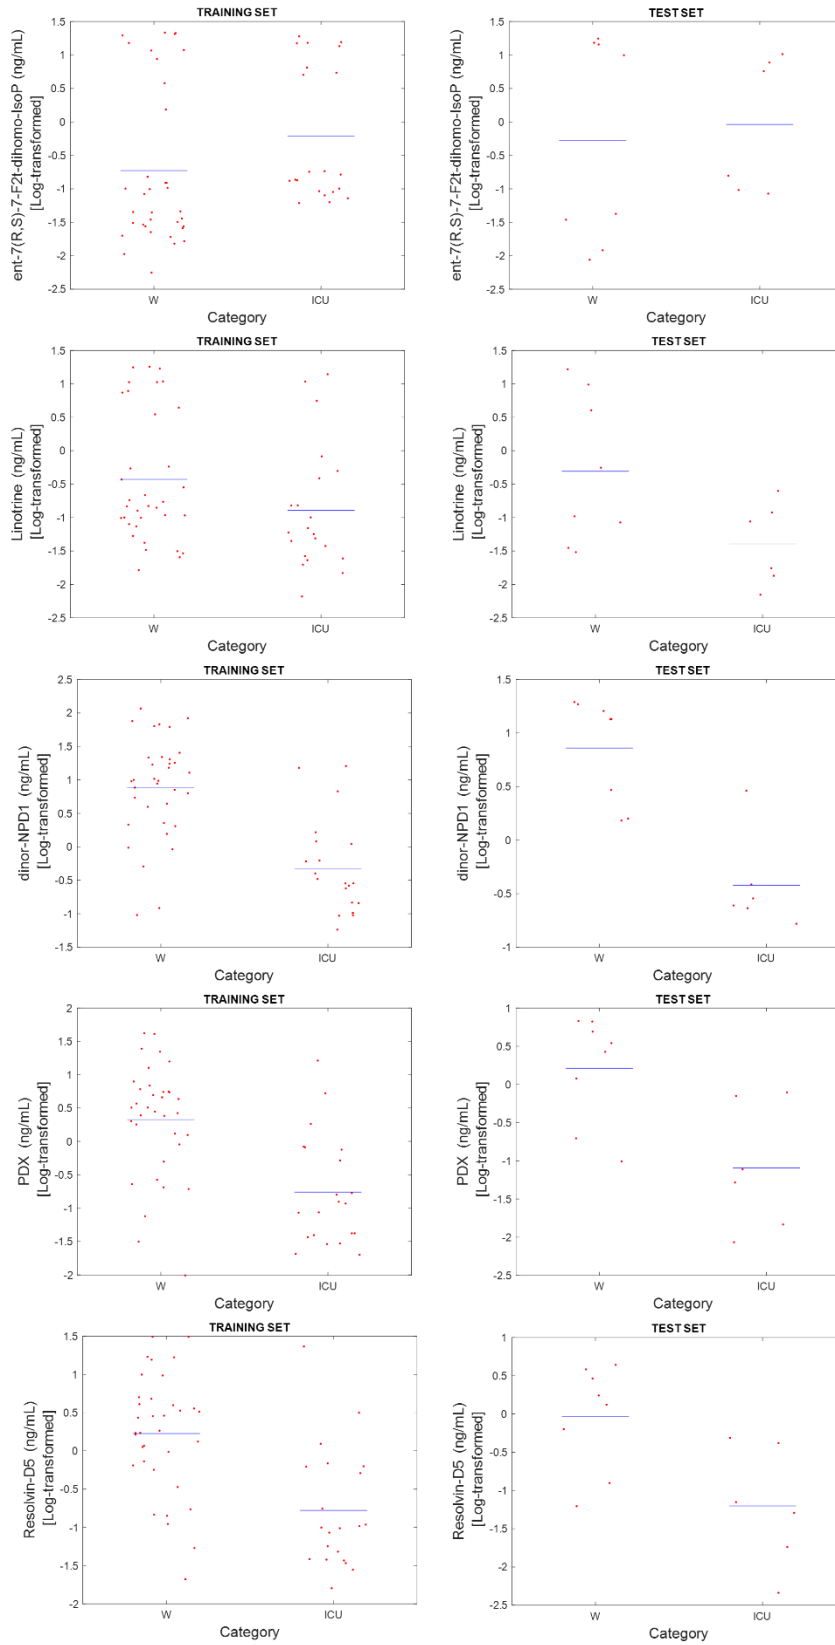 TRAINING SET
ent-7(R,S)-7-F2t-dihomo-IsoP (ng/mL)
[Log-transformed]
1.5
1
0.5
0
-0.5
-1
-1.5
-2
-2.5
W
ICU
Category
TEST SET
ent-7(R,S)-7-F2t-dihomo-IsoP (ng/mL)
[Log-transformed]
1.5
1
0.5
0
-0.5
-1
-1.5
-2
-2.5
W
ICU
Category
TRAINING SET
Linotrine (ng/mL)
[Log-transformed]
1.5
1
0.5
0
-0.5
-1
-1.5
-2
-2.5
W
ICU
Category
TEST SET
Linotrine (ng/mL)
[Log-transformed]
1.5
1
0.5
0
-0.5
-1
-1.5
-2
-2.5
W
ICU
Category
TRAINING SET
dinor-NPD1 (ng/mL)
[Log-transformed]
2.5
2
1.5
1
0.5
0
-0.5
-1
-1.5
W
ICU
Category
TEST SET
dinor-NPD1 (ng/mL)
[Log-transformed]
1.5
1
0.5
0
-0.5
-1
W
ICU
Category
TRAINING SET
PDX (ng/mL)
[Log-transformed]
2
1.5
1
0.5
0
-0.5
-1
-1.5
-2
W
ICU
Category
TEST SET
PDX (ng/mL)
[Log-transformed]
1
0.5
0
-0.5
-1
-1.5
-2
-2.5
W
ICU
Category
TRAINING SET
Resolvin-D5 (ng/mL)
[Log-transformed]
1.5
1
0.5
0
-0.5
-1
-1.5
-2
W
ICU
Category
TEST SET
Resolvin-D5 (ng/mL)
[Log-transformed]
1
0.5
0
-0.5
-1
-1.5
-2
-2.5
W
ICU
Category